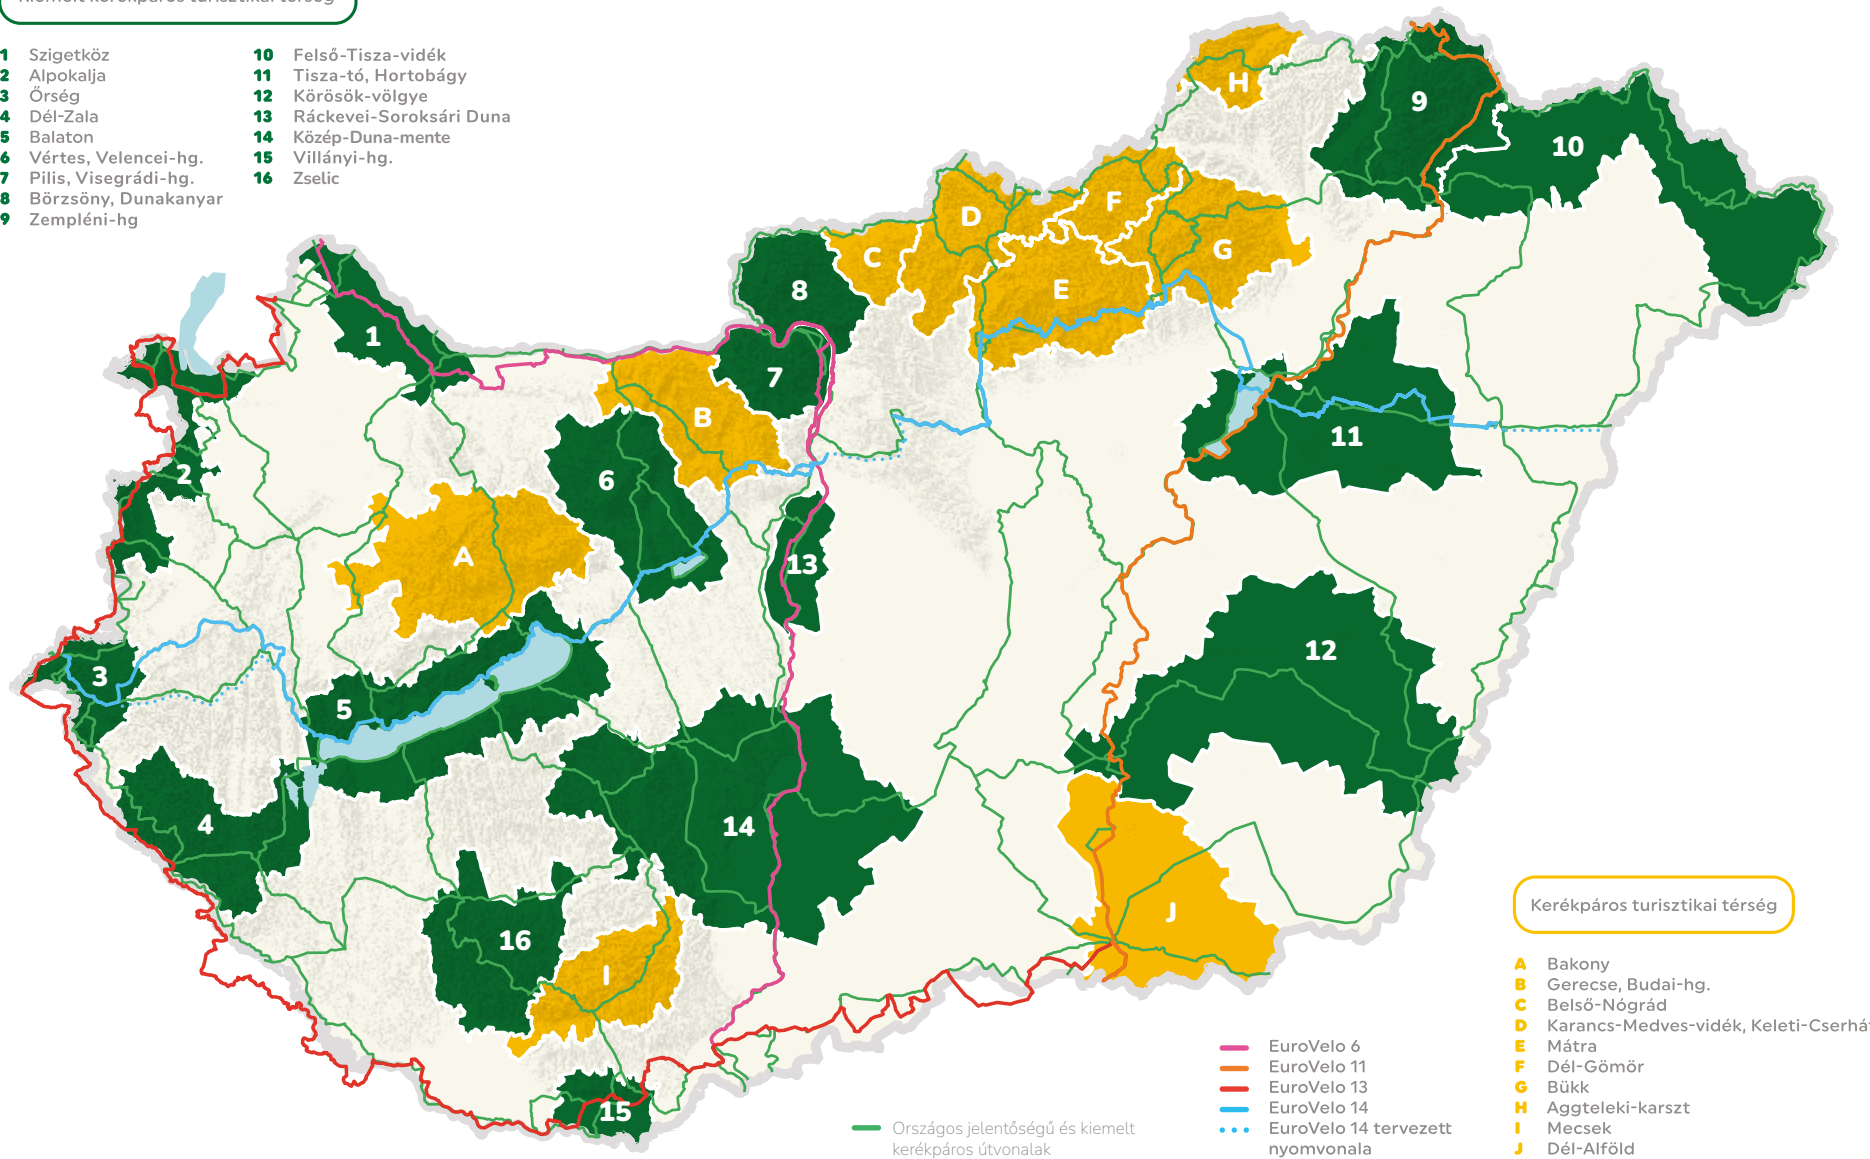 Kiemelt kerékpáros turisztikai térség
1 Szigetköz
2 Alpokalja
3 Őrség
4 Dél-Zala
5 Balaton
6 Vértes, Velencei-hg.
7 Pilis, Visegrádi-hg.
8 Börzsöny, Dunakanyar
9 Zempléni-hg
10 Felső-Tisza-vidék
11 Tisza-tó, Hortobágy
12 Körösök-völgye
13 Ráckevei-Soroksári Duna
14 Közép-Duna-mente
15 Villányi-hg.
16 Zselic
H
9
10
D
F
C
G
8
E
1
7
B
11
2
6
A
13
12
3
5
4
14
J
16
I
15
Kerékpáros turisztikai térség
A Bakony
B Gerecse, Budai-hg.
C Belső-Nógrád
D Karancs-Medves-vidék, Keleti-Cserhát
E Mátra
F Dél-Gömör
G Bükk
H Aggteleki-karszt
I Mecsek
J Dél-Alföld
EuroVelo 6
EuroVelo 11
EuroVelo 13
EuroVelo 14
EuroVelo 14 tervezett
nyomvonala
Országos jelentőségű és kiemelt
kerékpáros útvonalak